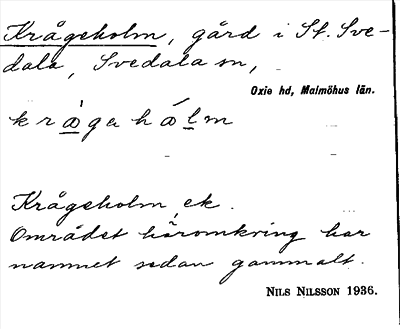 Krågeholm, gård i St. Sve-
dala, Svedala sn,
Oxie hd, Malmöhus län.
Krågeholm, ek.
Området häromkring har
namnet sedan gammalt.
NILS NILSSON 1936.